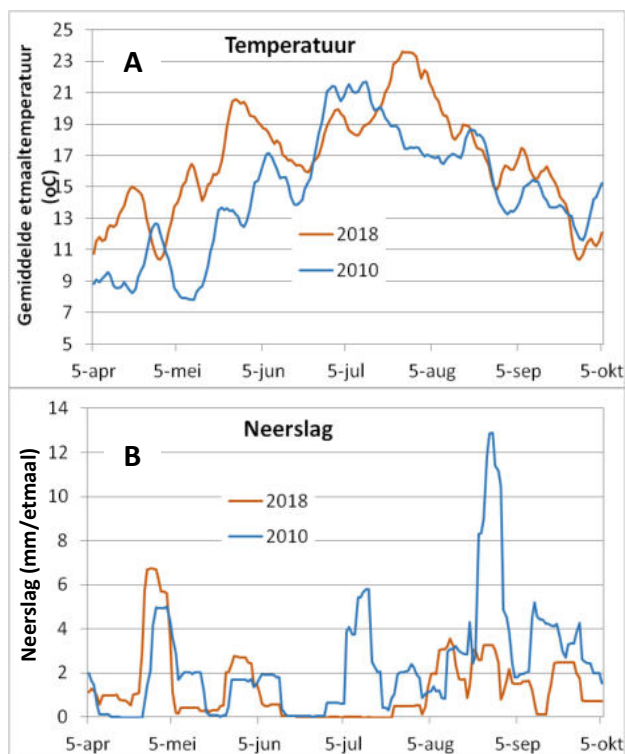 A
Temperatuur
Gemiddelde etmaaltemperatuur
(oC)
25
23
21
19
17
15
13
11
9
7
5
2018
2010
5-apr 5-mei 5-jun 5-jul 5-aug 5-sep 5-okt
B
Neerslag
Neerslag (mm/etmaal)
14
12
10
8
6
4
2
0
2018
2010
5-apr 5-mei 5-jun 5-jul 5-aug 5-sep 5-okt